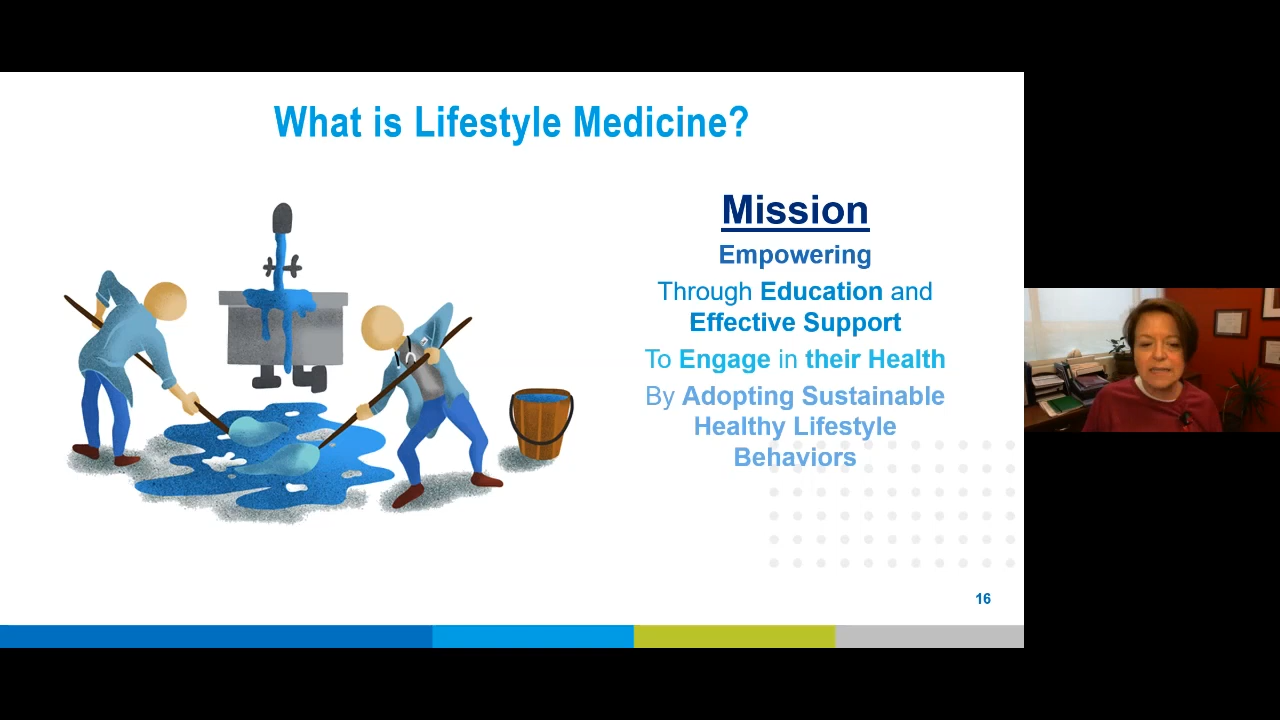 What is Lifestyle Medicine?
Mission
Empowering
Through Education and
Effective Support
To Engage in their Health
By Adopting Sustainable
Healthy Lifestyle
Behaviors
16